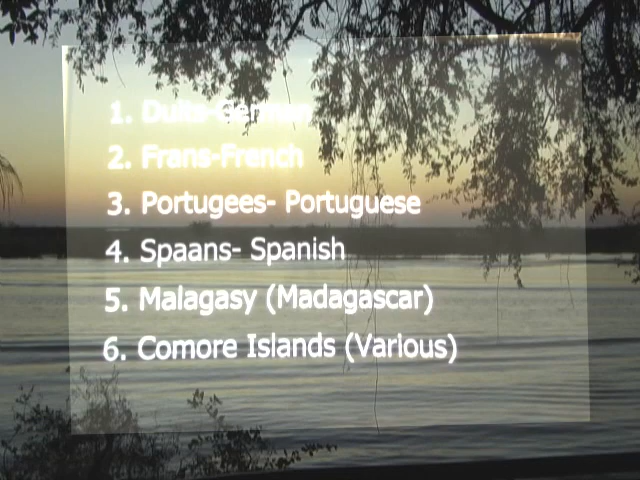 1. Duits-German
2. Frans-French
3. Portugees- Portuguese
4. Spaans- Spanish
5. Malagasy (Madagascar)
6. Comore Islands (Various)